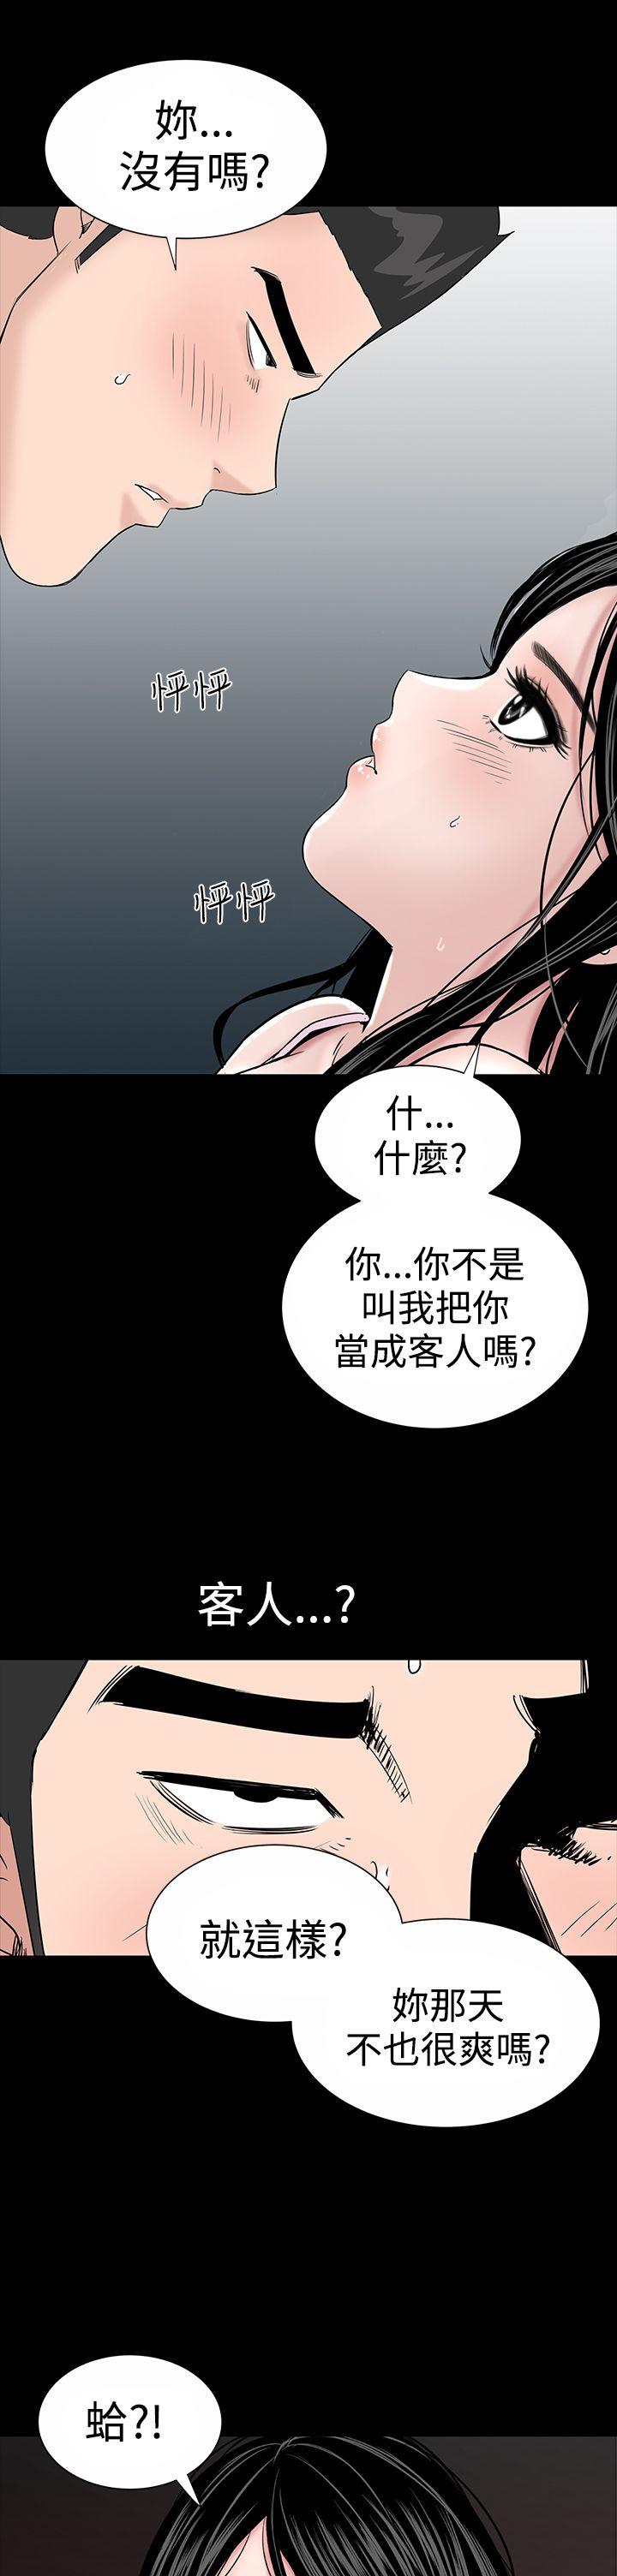 妳...
沒有嗎?
怦怦
怦怦
什...
什麼?
你...你不是
叫我把你
當成客人嗎?
客人...?
就這樣?
妳那天
不也很爽嗎?
蛤?!